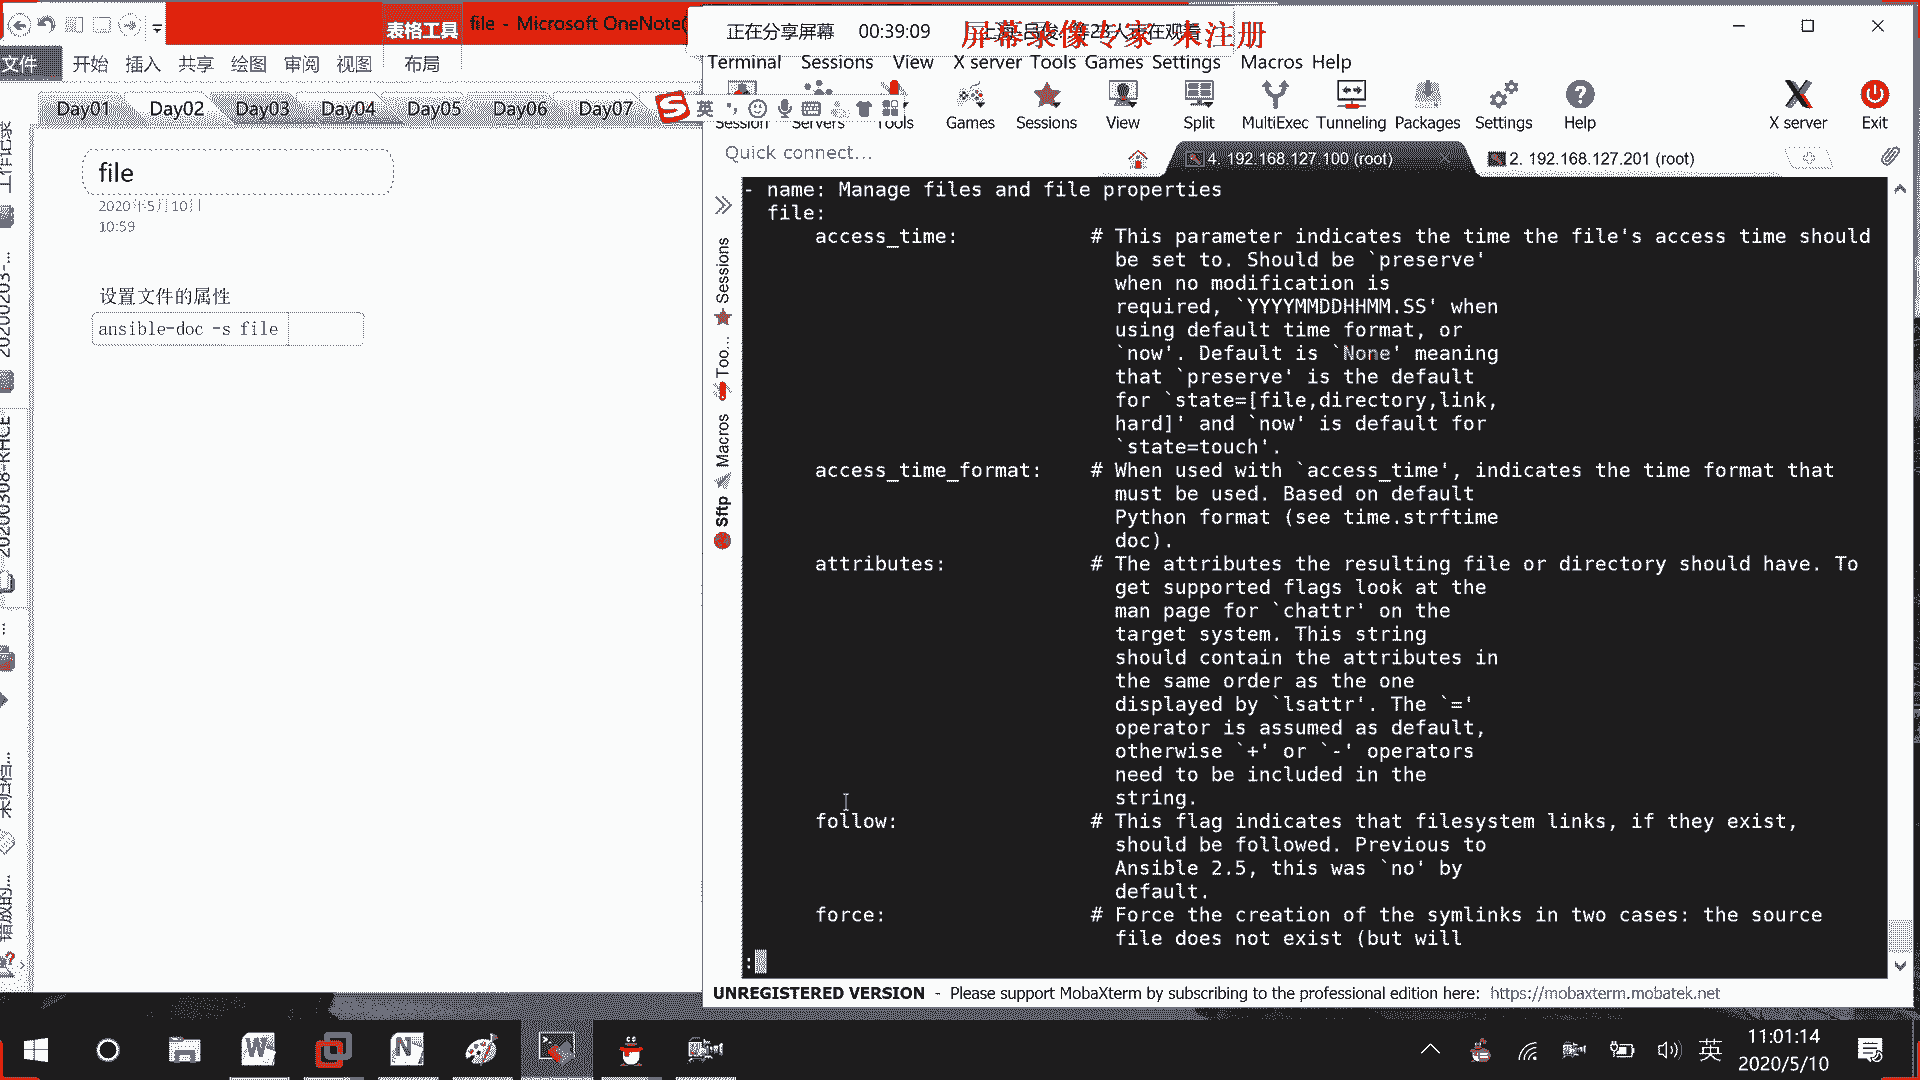 表格工具
file - Microsoft OneNote(
正在分享屏幕 00:39:09
屏幕录像专家 未注册
文件 开始 插入 共享 绘图 审阅 视图 布局
Terminal Sessions View X server Tools Games Settings Macros Help
Day01 Day02 Day03 Day04 Day05 Day06 Day07
英
Session Servers Tools Games Sessions View Split MultiExec Tunneling Packages Settings Help X server Exit
Quick connect...
4. 192.168.127.100 (root)
2. 192.168.127.201 (root)
file
2020年5月10日
10:59
设置文件的属性
ansible-doc -s file
Sessions
Too...
Macros
Sftp
- name: Manage files and file properties
file:
access_time: # This parameter indicates the time the file's access time should
be set to. Should be `preserve'
when no modification is
required, `YYYYMMDDHHMM.SS' when
using default time format, or
`now'. Default is `None' meaning
that `preserve' is the default
for `state=[file,directory,link,
hard]' and `now' is default for
`state=touch'.
access_time_format: # When used with `access_time', indicates the time format that
must be used. Based on default
Python format (see time.strftime
doc).
attributes: # The attributes the resulting file or directory should have. To
get supported flags look at the
man page for `chattr' on the
target system. This string
should contain the attributes in
the same order as the one
displayed by `lsattr'. The `='
operator is assumed as default,
otherwise `+' or `-' operators
need to be included in the
string.
follow: # This flag indicates that filesystem links, if they exist,
should be followed. Previous to
Ansible 2.5, this was `no' by
default.
force: # Force the creation of the symlinks in two cases: the source
file does not exist (but will
:
UNREGISTERED VERSION - Please support MobaXterm by subscribing to the professional edition here: https://mobaxterm.mobatek.net
英
11:01:14
2020/5/10